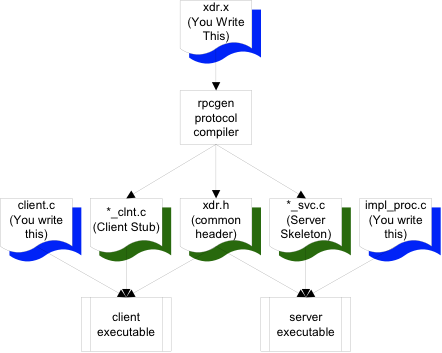 xdr.x
(You Write
This)
rpcgen
protocol
compiler
client.c
(You write
this)
*_clnt.c
(Client Stub)
xdr.h
(common
header)
*_svc.c
(Server
Skeleton)
impl_proc.c
(You write
this)
client
executable
server
executable